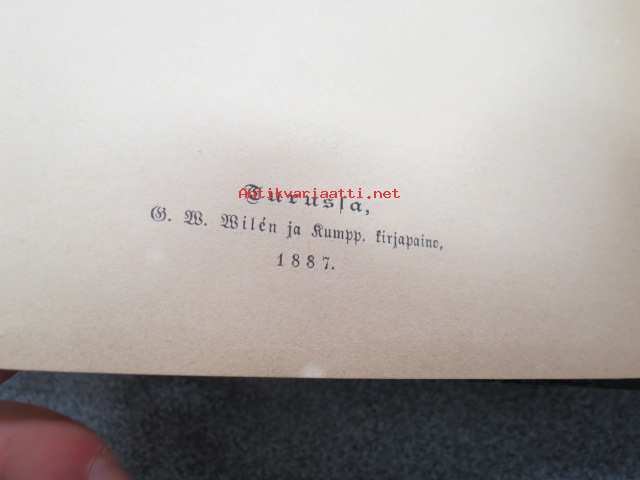 Turussa,
Antikvariaatti.net
G. W. Wilén ja Kumpp. kirjapaino,
1887.